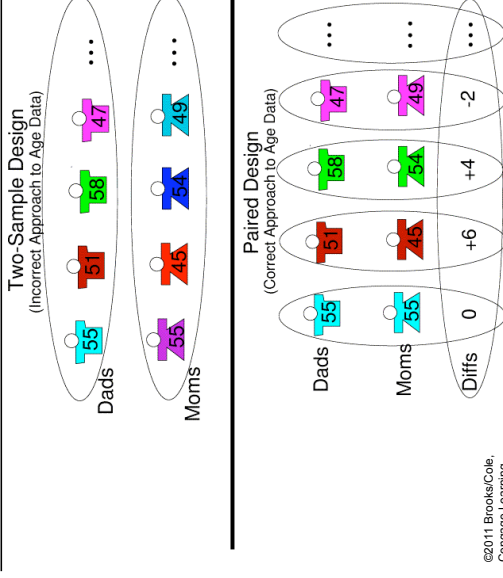 Two-Sample Design
(Incorrect Approach to Age Data)
Dads
55
51
58
47
...
Moms
55
45
54
49
...
Paired Design
(Correct Approach to Age Data)
Dads
55
51
58
47
...
Moms
55
45
54
49
...
Diffs
0
+6
+4
-2
...
©2011 Brooks/Cole,
Cengage Learning